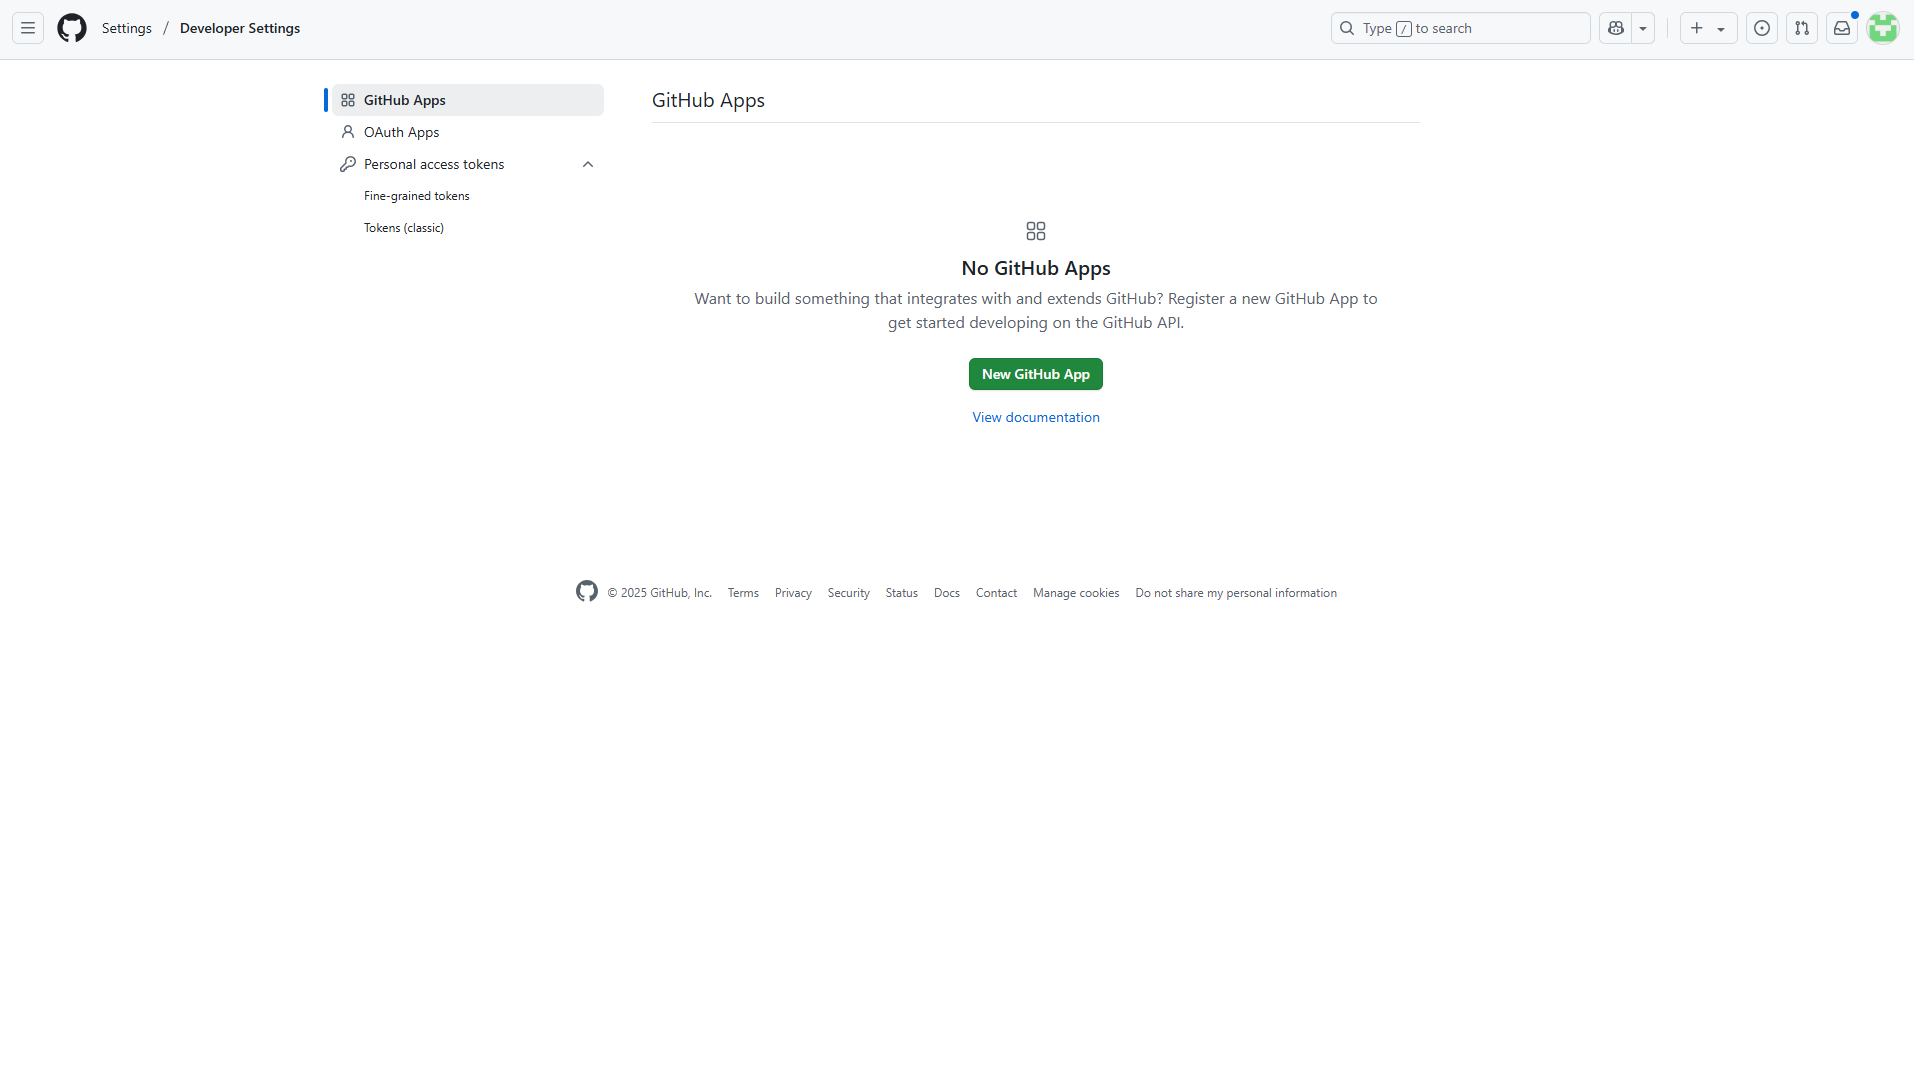 Settings / Developer Settings
Type / to search
GitHub Apps
OAuth Apps
Personal access tokens
Fine-grained tokens
Tokens (classic)
GitHub Apps
No GitHub Apps
Want to build something that integrates with and extends GitHub? Register a new GitHub App to
get started developing on the GitHub API.
New GitHub App
View documentation
© 2025 GitHub, Inc. Terms Privacy Security Status Docs Contact Manage cookies Do not share my personal information